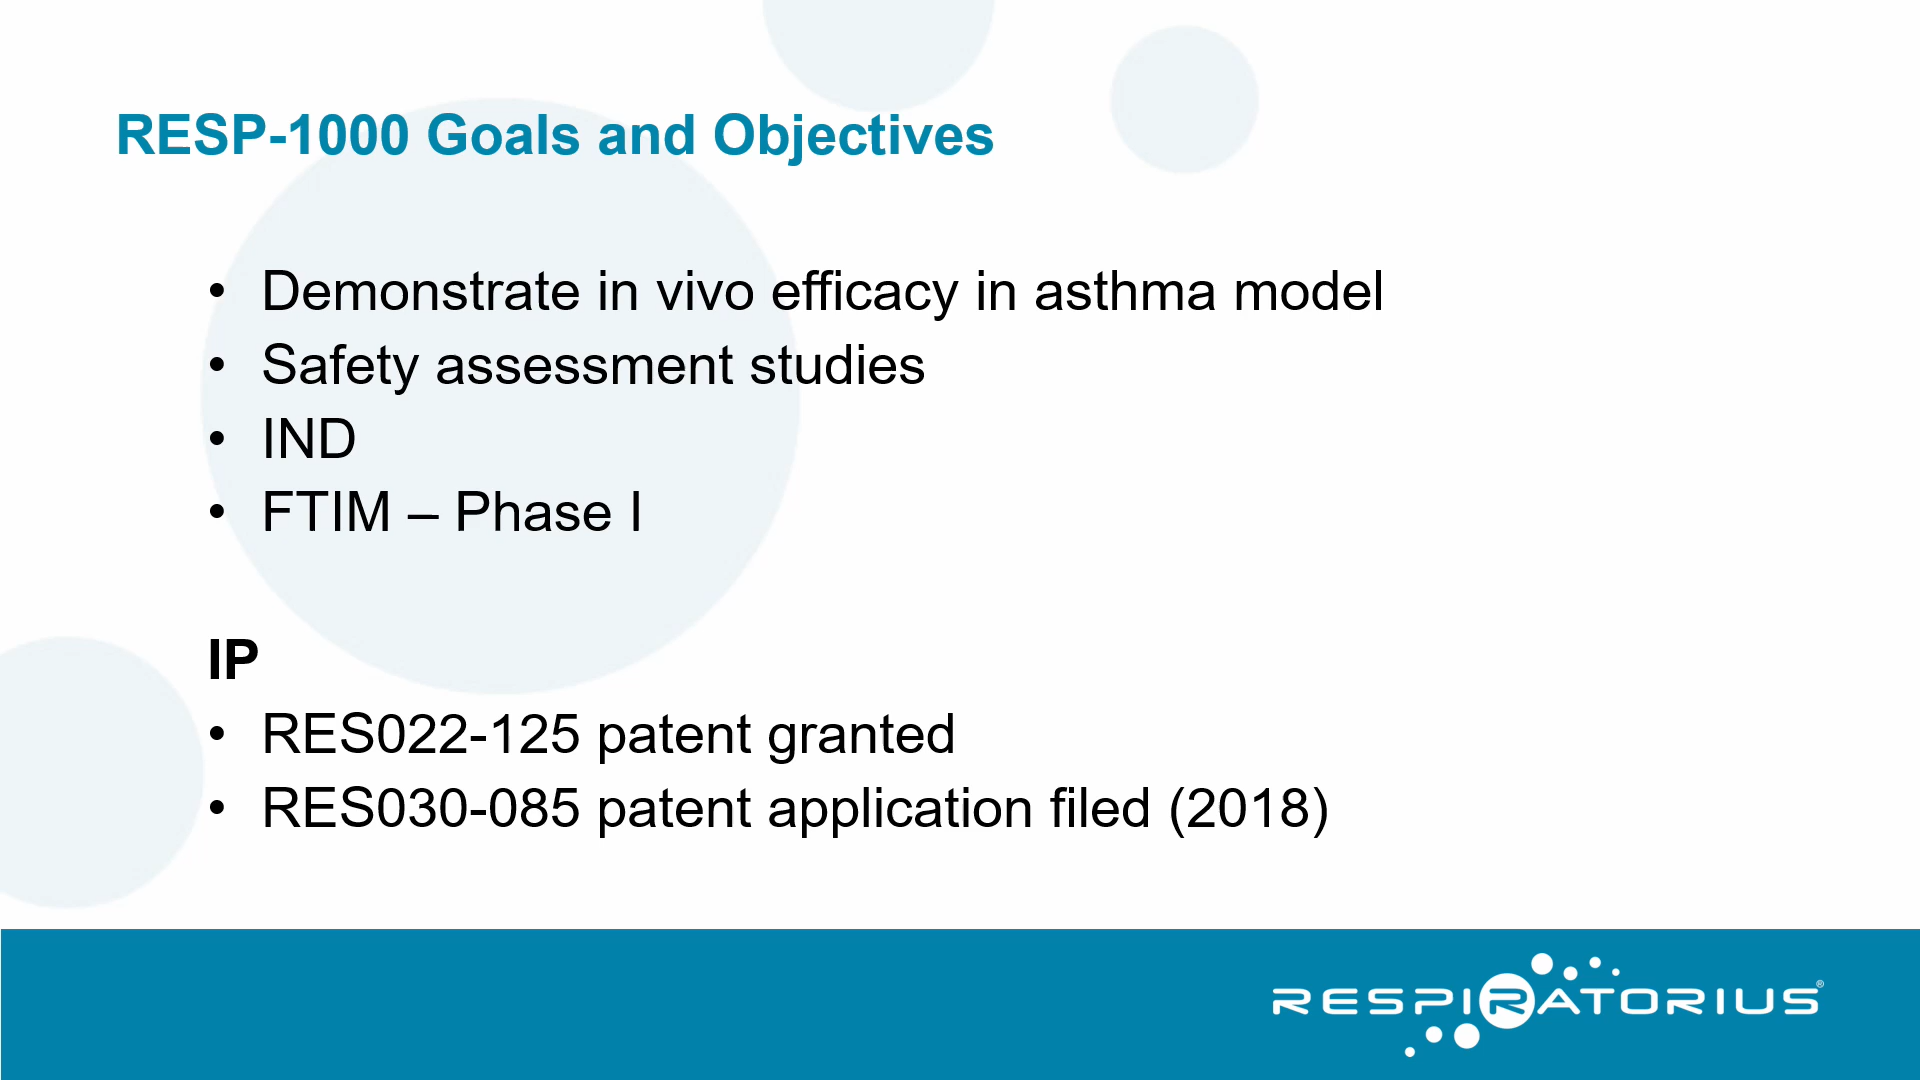 RESP-1000 Goals and Objectives
• Demonstrate in vivo efficacy in asthma model
• Safety assessment studies
• IND
• FTIM – Phase I
IP
• RES022-125 patent granted
• RES030-085 patent application filed (2018)
RESPIRATORIUS®